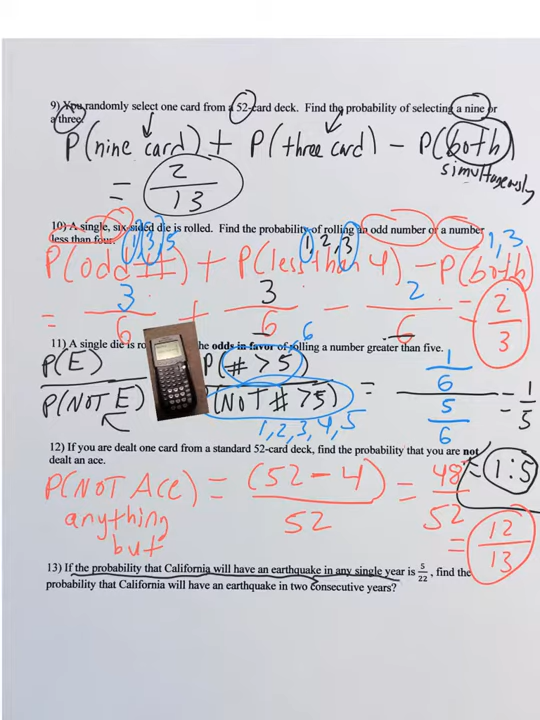 9) You randomly select one card from a 52-card deck. Find the probability of selecting a nine or
a three.
P(nine card) + P(three card) - P(both)
simultaneously
= 2/13
10) A single, six-sided die is rolled. Find the probability of rolling an odd number or a number
less than four.
1, 3, 5
1, 2, 3
1, 3
P(odd #) + P(less than 4) - P(both)
= 3/6 + 3/6 - 2/6 = 2/3
11) A single die is ro the odds in favor of rolling a number greater than five.
6
P(E)/P(NOT E) P(# > 5)/(NOT # > 5) = 1/6 / 5/6 = 1/5
1, 2, 3, 4, 5
12) If you are dealt one card from a standard 52-card deck, find the probability that you are not
dealt an ace.
= 1:5
P(NOT Ace) = (52 - 4)/52 = 48/52
anything
but
= 12/13
13) If the probability that California will have an earthquake in any single year is 5/22, find the
probability that California will have an earthquake in two consecutive years?